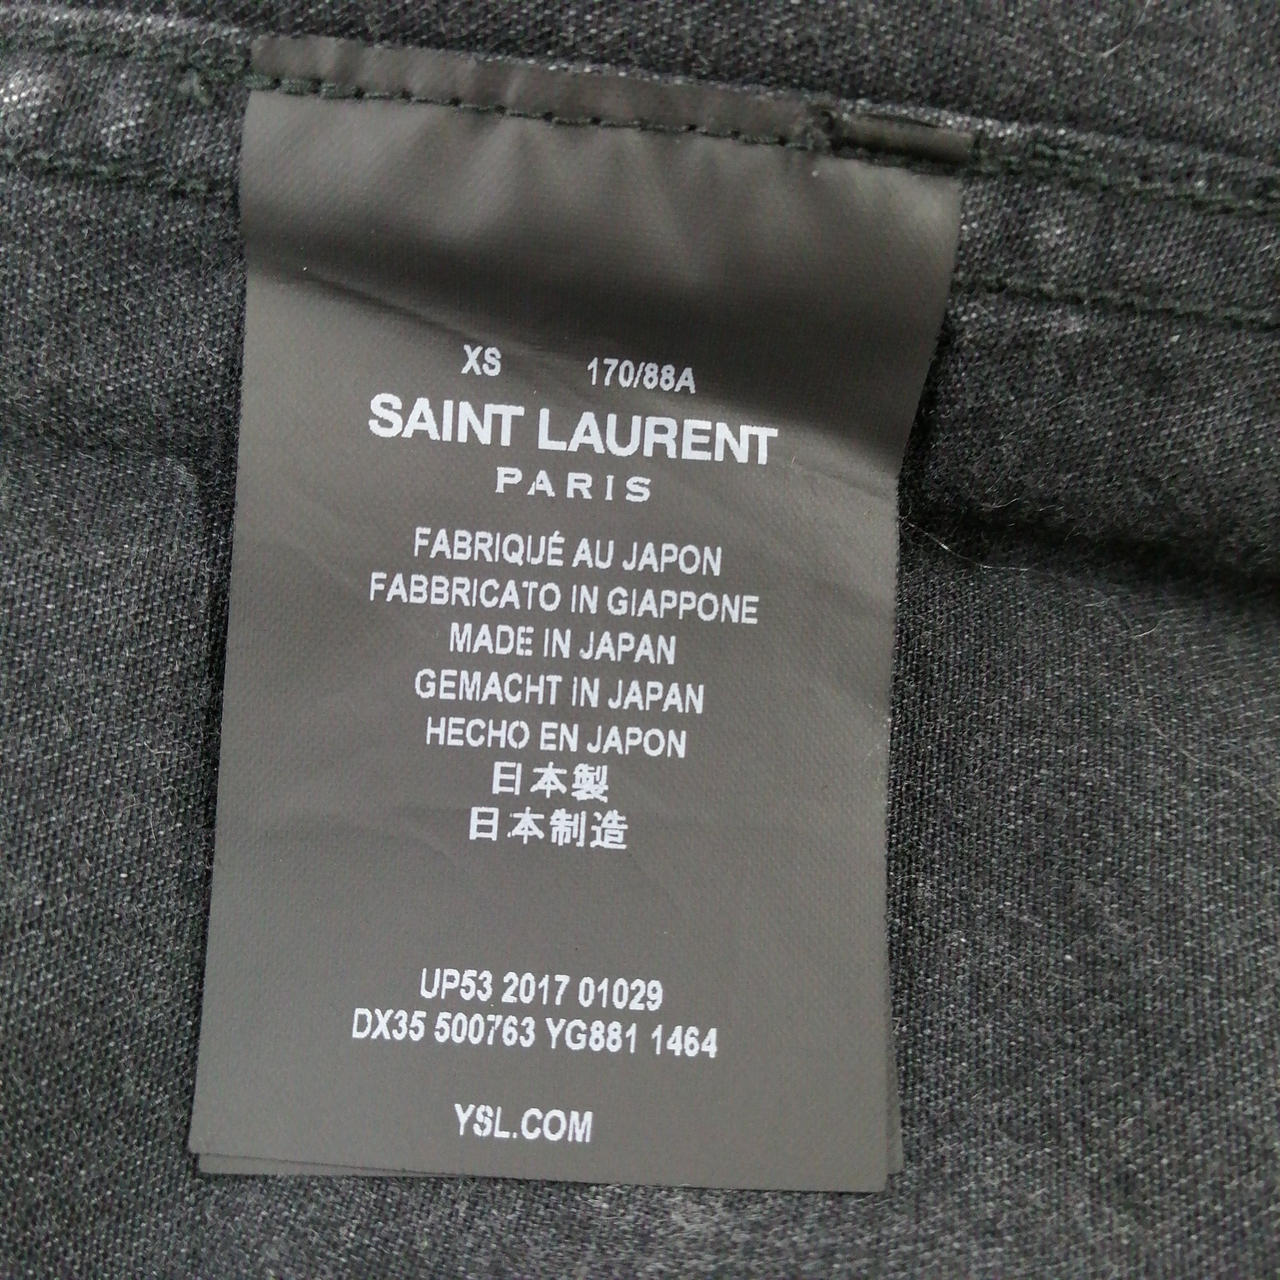 XS 170/88A
SAINT LAURENT
PARIS
FABRIQUÉ AU JAPON
FABBRICATO IN GIAPPONE
MADE IN JAPAN
GEMACHT IN JAPAN
HECHO EN JAPON
日本製
日本制造
UP53 2017 01029
DX35 500763 YG881 1464
YSL.COM